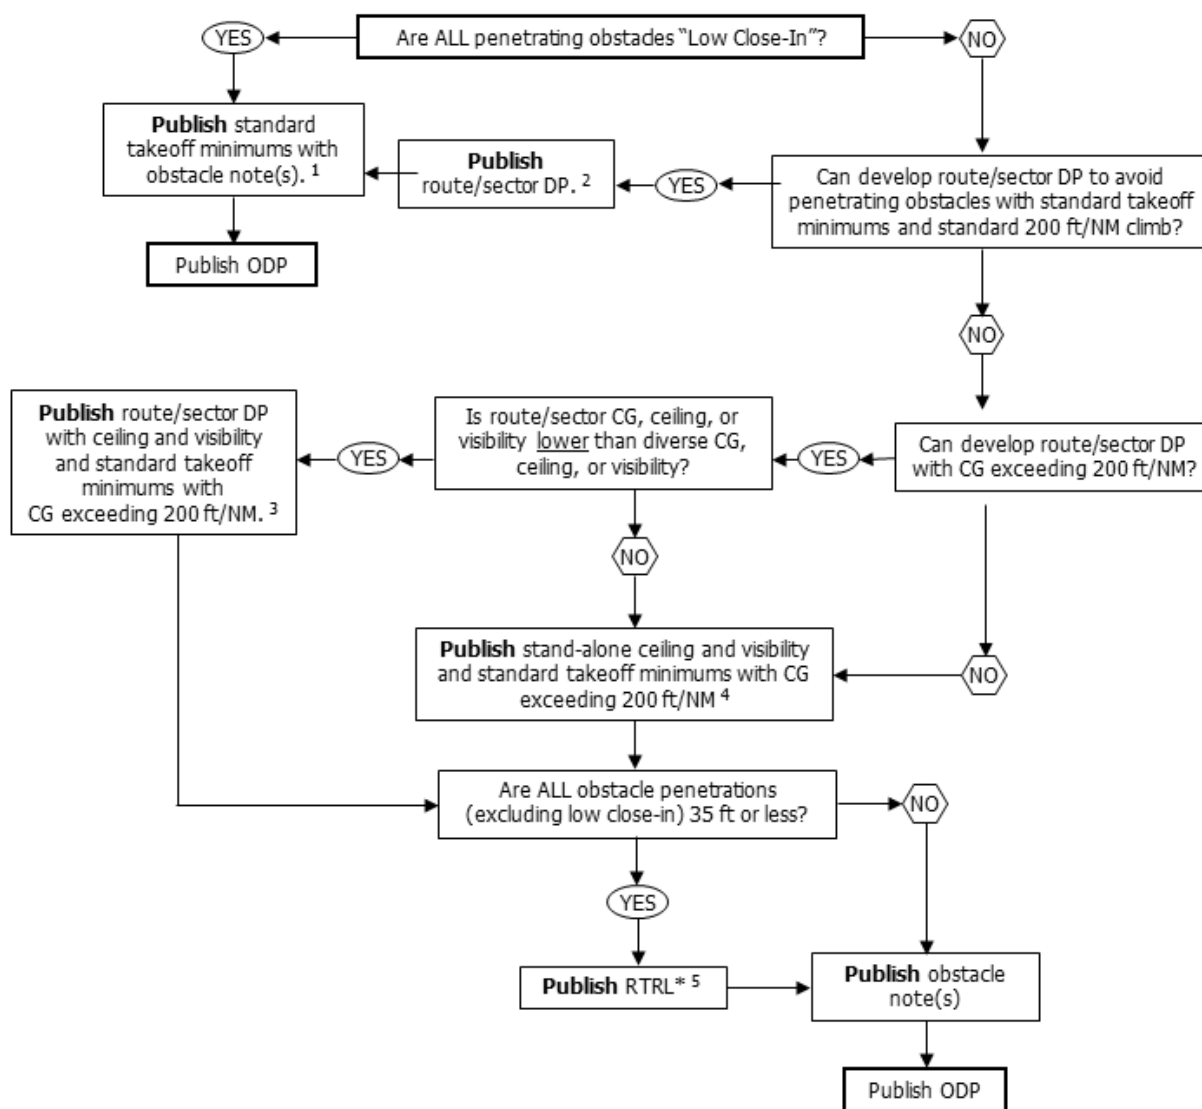 Are ALL penetrating obstades “Low Close-In”?
YES
NO
Publish standard
takeoff minimums with
obstacle note(s). 1
Publish
route/sector DP. 2
YES
Can develop route/sector DP to avoid
penetrating obstacles with standard takeoff
minimums and standard 200 ft/NM climb?
Publish ODP
NO
Publish route/sector DP
with ceiling and visibility
and standard takeoff
minimums with
CG exceeding 200 ft/NM. 3
YES
Is route/sector CG, ceiling, or
visibility lower than diverse CG,
ceiling, or visibility?
YES
Can develop route/sector DP
with CG exceeding 200 ft/NM?
NO
Publish stand-alone ceiling and visibility
and standard takeoff minimums with CG
exceeding 200 ft/NM 4
NO
Are ALL obstacle penetrations
(excluding low close-in) 35 ft or less?
NO
YES
Publish RTRL* 5
Publish obstacle
note(s)
Publish ODP